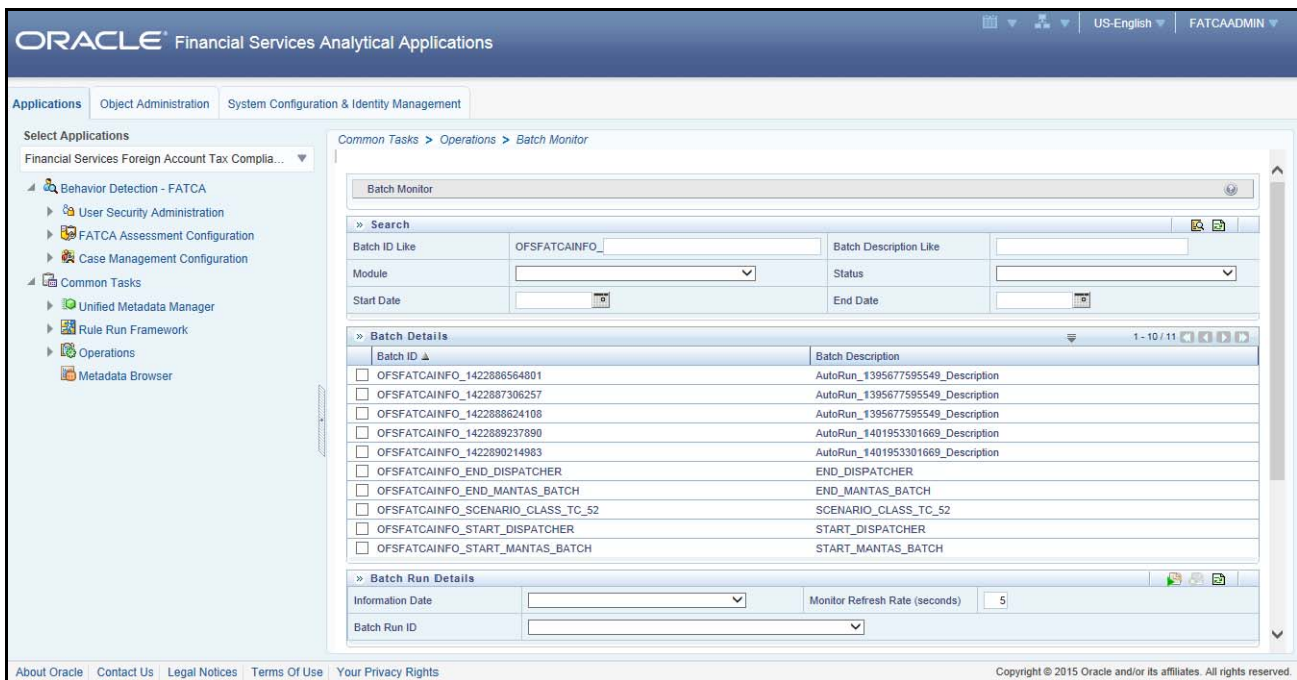 US-English FATCAADMIN
ORACLE® Financial Services Analytical Applications
Applications Object Administration System Configuration & Identity Management
Select Applications
Financial Services Foreign Account Tax Complia...
Behavior Detection - FATCA
User Security Administration
FATCA Assessment Configuration
Case Management Configuration
Common Tasks
Unified Metadata Manager
Rule Run Framework
Operations
Metadata Browser
Common Tasks > Operations > Batch Monitor
Batch Monitor
» Search
Batch ID Like OFSFATCAINFO_ Batch Description Like
Module Status
Start Date End Date
» Batch Details 1 - 10 / 11
Batch ID Batch Description
OFSFATCAINFO_1422886564801 AutoRun_1395677595549_Description
OFSFATCAINFO_1422887306257 AutoRun_1395677595549_Description
OFSFATCAINFO_1422888624108 AutoRun_1395677595549_Description
OFSFATCAINFO_1422889237890 AutoRun_1401953301669_Description
OFSFATCAINFO_1422890214983 AutoRun_1401953301669_Description
OFSFATCAINFO_END_DISPATCHER END_DISPATCHER
OFSFATCAINFO_END_MANTAS_BATCH END_MANTAS_BATCH
OFSFATCAINFO_SCENARIO_CLASS_TC_52 SCENARIO_CLASS_TC_52
OFSFATCAINFO_START_DISPATCHER START_DISPATCHER
OFSFATCAINFO_START_MANTAS_BATCH START_MANTAS_BATCH
» Batch Run Details
Information Date Monitor Refresh Rate (seconds) 5
Batch Run ID
About Oracle Contact Us Legal Notices Terms Of Use Your Privacy Rights Copyright © 2015 Oracle and/or its affiliates. All rights reserved.